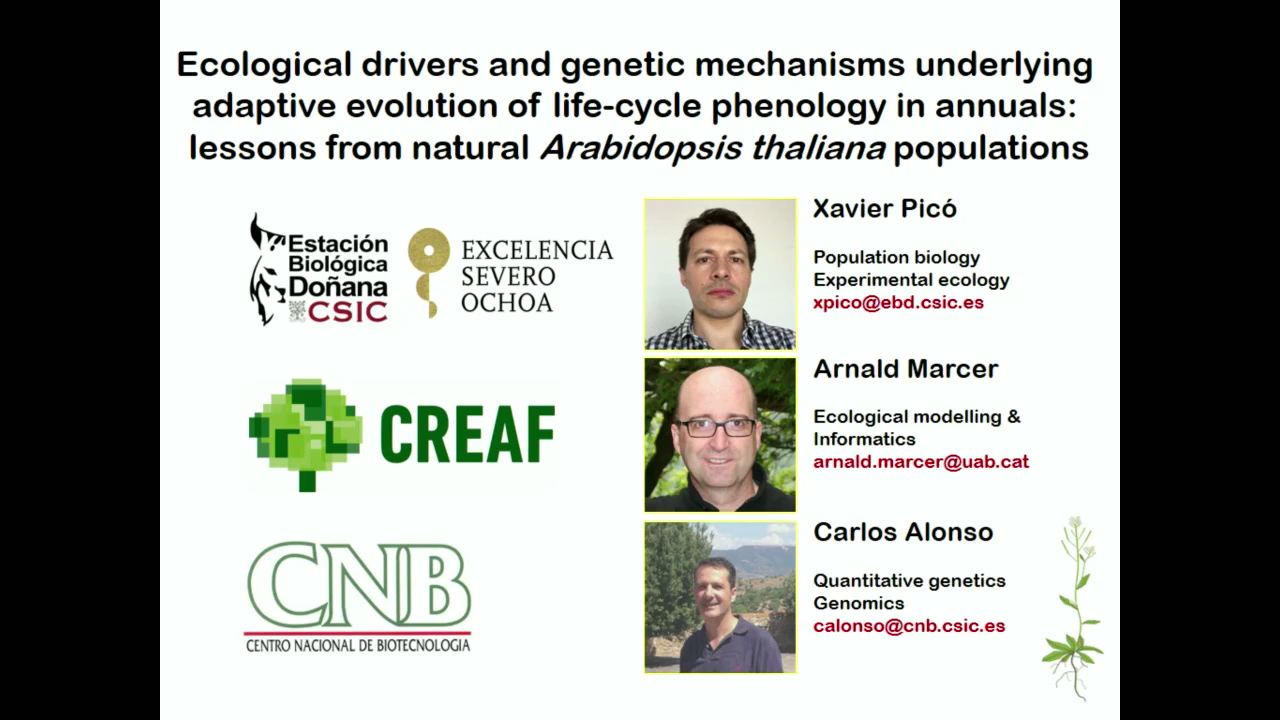 Ecological drivers and genetic mechanisms underlying
adaptive evolution of life-cycle phenology in annuals:
lessons from natural Arabidopsis thaliana populations
Estación
Biológica
Doñana
CSIC
EXCELENCIA
SEVERO
OCHOA
Xavier Picó
Population biology
Experimental ecology
xpico@ebd.csic.es
CREAF
Arnald Marcer
Ecological modelling &
Informatics
arnald.marcer@uab.cat
CNB
CENTRO NACIONAL DE BIOTECNOLOGIA
Carlos Alonso
Quantitative genetics
Genomics
calonso@cnb.csic.es